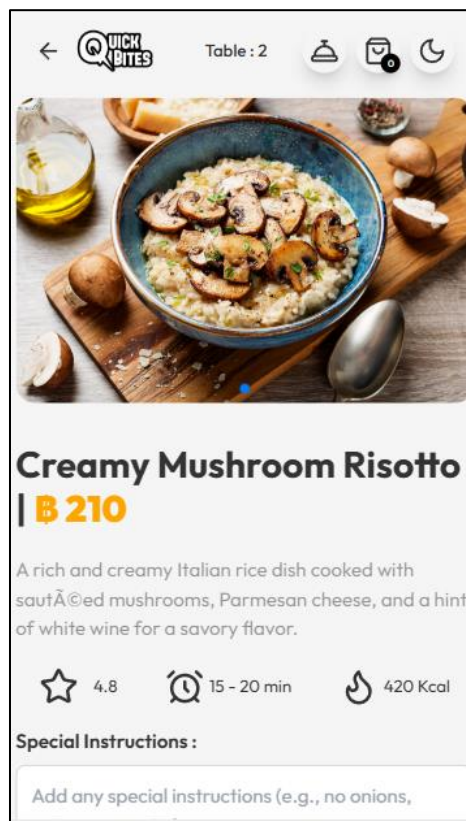 QUICK
BITES
Table : 2
0
Creamy Mushroom Risotto
| ฿ 210
A rich and creamy Italian rice dish cooked with
sautÃ©ed mushrooms, Parmesan cheese, and a hint
of white wine for a savory flavor.
4.8
15 - 20 min
420 Kcal
Special Instructions :
Add any special instructions (e.g., no onions,